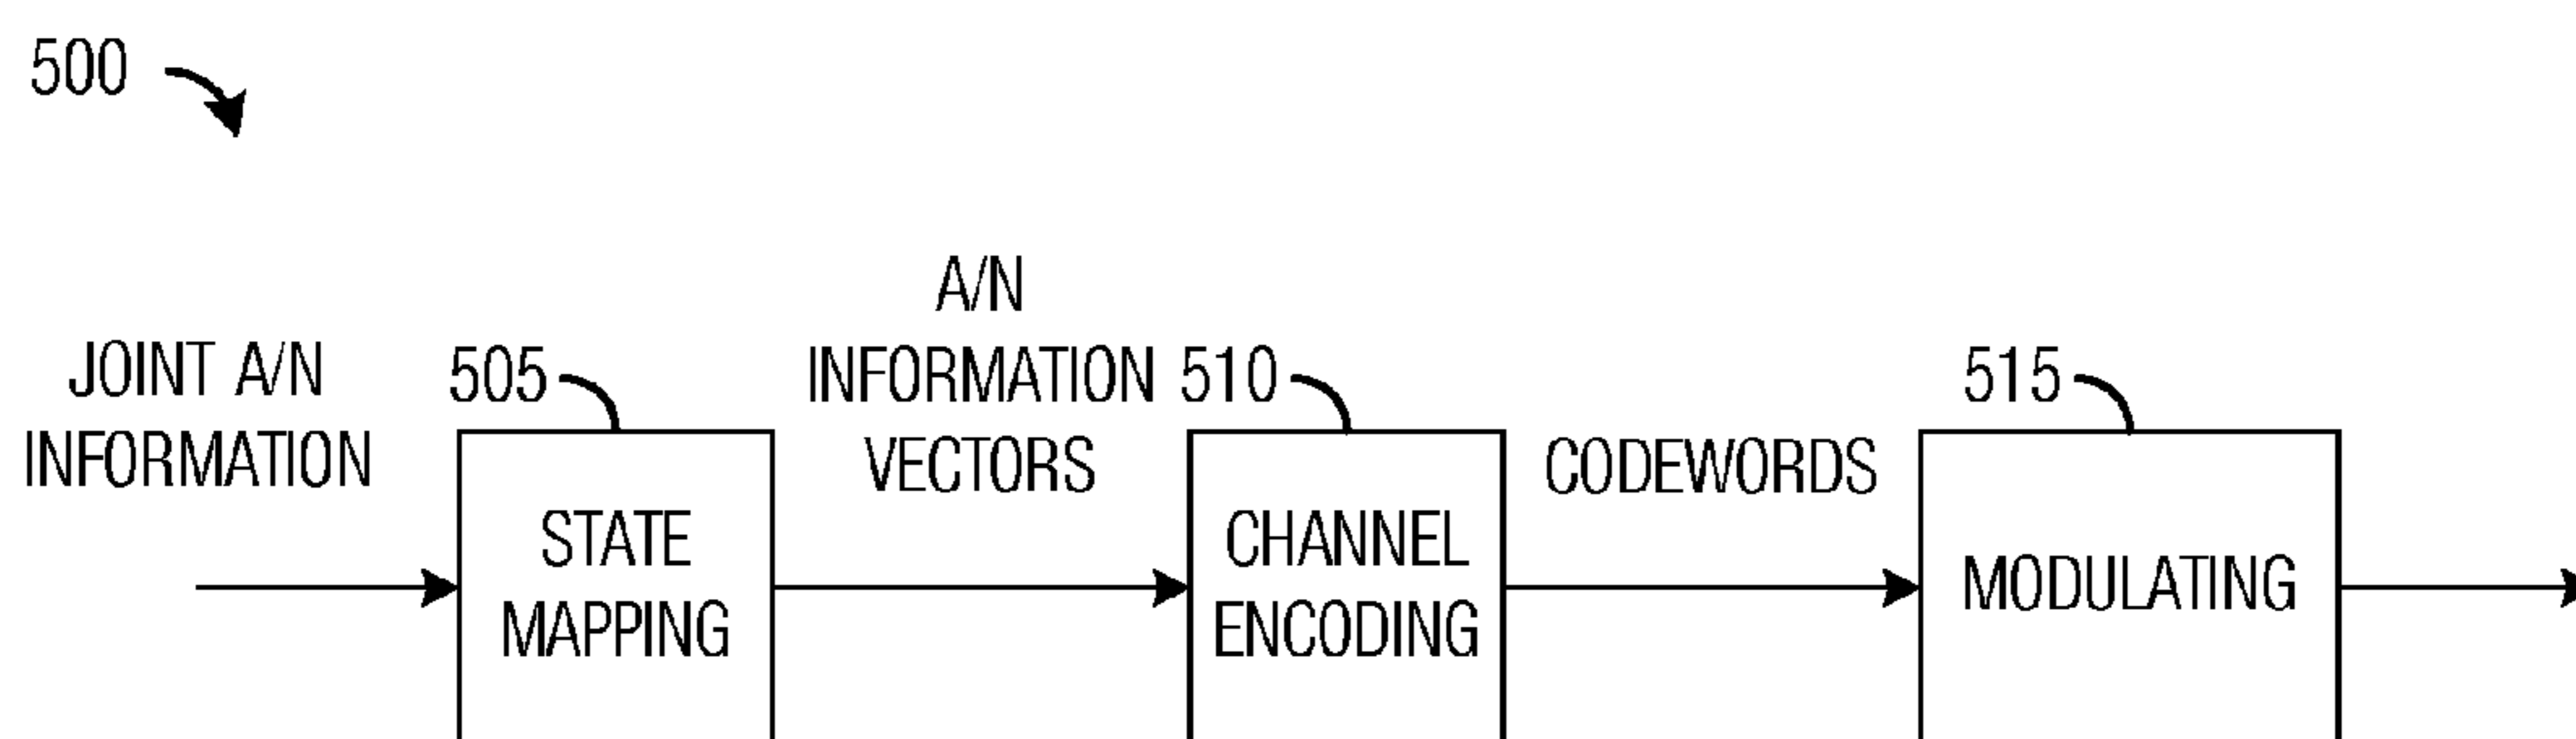 500
JOINT A/N
INFORMATION
505
STATE
MAPPING
A/N
INFORMATION
VECTORS
510
CHANNEL
ENCODING
CODEWORDS
515
MODULATING